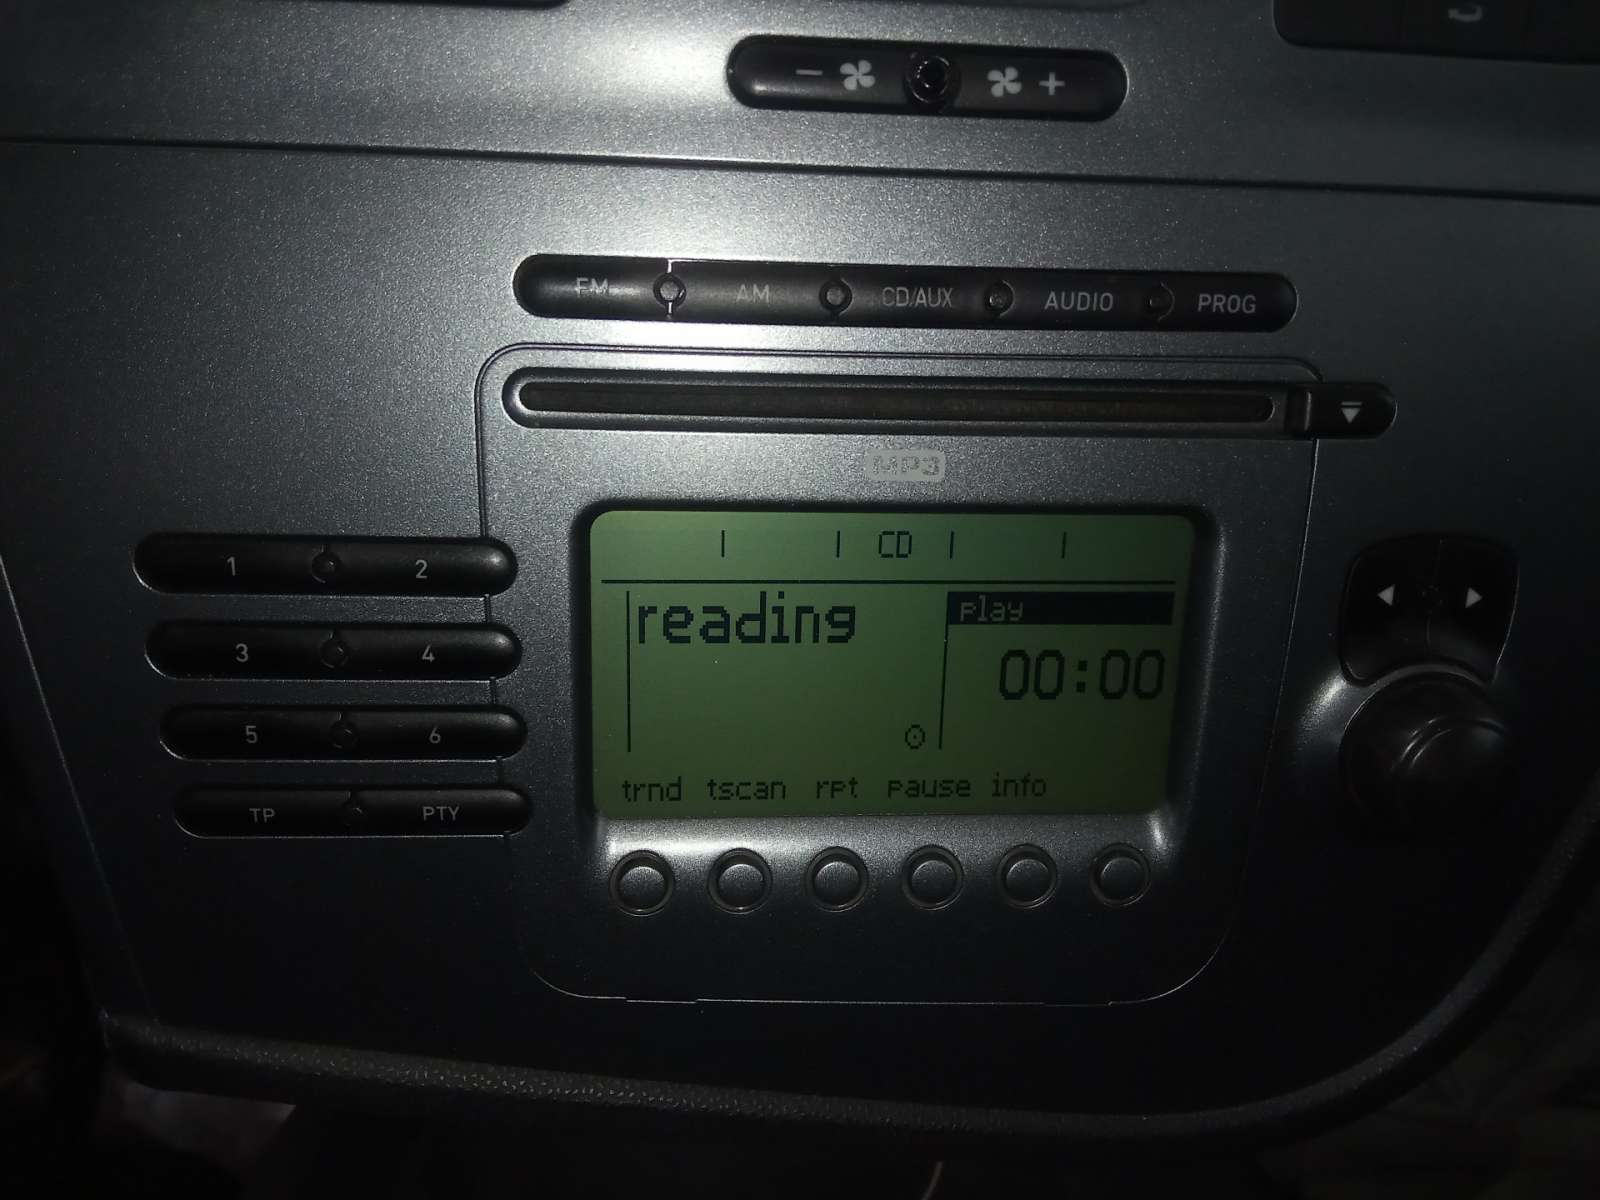 - +
FM AM CD/AUX AUDIO PROG
MP3
CD
reading
play
00:00
trnd tscan rpt pause info
1 2
3 4
5 6
TP PTY